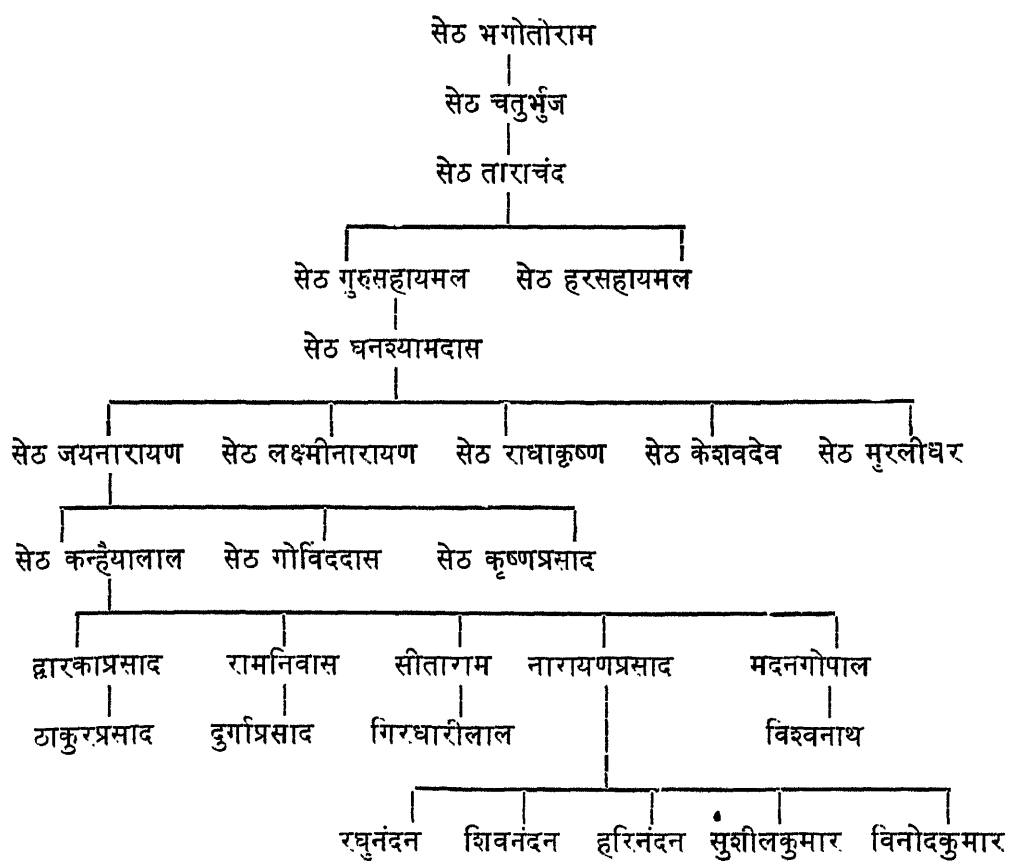 सेठ भगोतोराम
सेठ चतुर्भुज
सेठ ताराचंद
सेठ गुरुसहायमल सेठ हरसहायमल
सेठ घनश्यामदास
सेठ जयनारायण सेठ लक्ष्मीनारायण सेठ राधाकृष्ण सेठ केशवदेव सेठ मुरलीधर
सेठ कन्हैयालाल सेठ गोविंददास सेठ कृष्णप्रसाद
द्वारकाप्रसाद रामनिवास सीताराम नारायणप्रसाद मदनगोपाल
ठाकुरप्रसाद दुर्गाप्रसाद गिरधारीलाल विश्वनाथ
रघुनंदन शिवनंदन हरिनंदन सुशीलकुमार विनोदकुमार